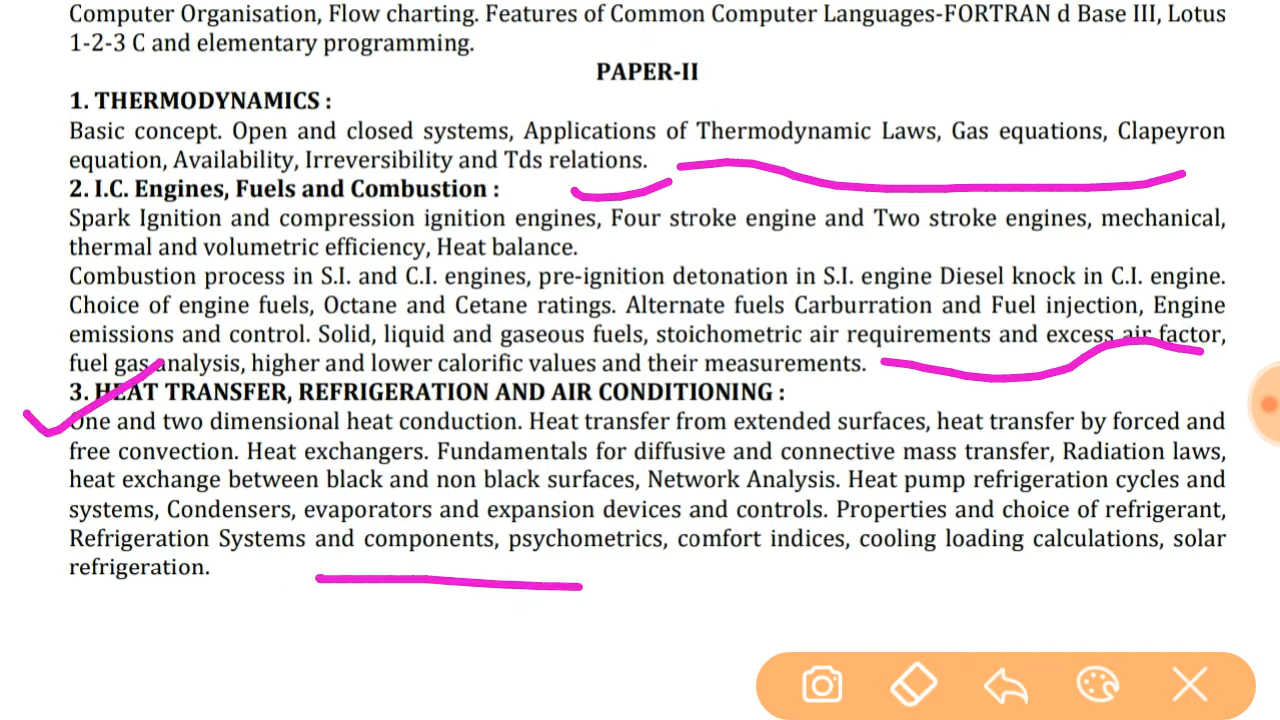 Computer Organisation, Flow charting. Features of Common Computer Languages-FORTRAN d Base III, Lotus
1-2-3 C and elementary programming.
PAPER-II
1. THERMODYNAMICS :
Basic concept. Open and closed systems, Applications of Thermodynamic Laws, Gas equations, Clapeyron
equation, Availability, Irreversibility and Tds relations.
2. I.C. Engines, Fuels and Combustion :
Spark Ignition and compression ignition engines, Four stroke engine and Two stroke engines, mechanical,
thermal and volumetric efficiency, Heat balance.
Combustion process in S.I. and C.I. engines, pre-ignition detonation in S.I. engine Diesel knock in C.I. engine.
Choice of engine fuels, Octane and Cetane ratings. Alternate fuels Carburration and Fuel injection, Engine
emissions and control. Solid, liquid and gaseous fuels, stoichometric air requirements and excess air factor,
fuel gas analysis, higher and lower calorific values and their measurements.
3. HEAT TRANSFER, REFRIGERATION AND AIR CONDITIONING :
One and two dimensional heat conduction. Heat transfer from extended surfaces, heat transfer by forced and
free convection. Heat exchangers. Fundamentals for diffusive and connective mass transfer, Radiation laws,
heat exchange between black and non black surfaces, Network Analysis. Heat pump refrigeration cycles and
systems, Condensers, evaporators and expansion devices and controls. Properties and choice of refrigerant,
Refrigeration Systems and components, psychometrics, comfort indices, cooling loading calculations, solar
refrigeration.